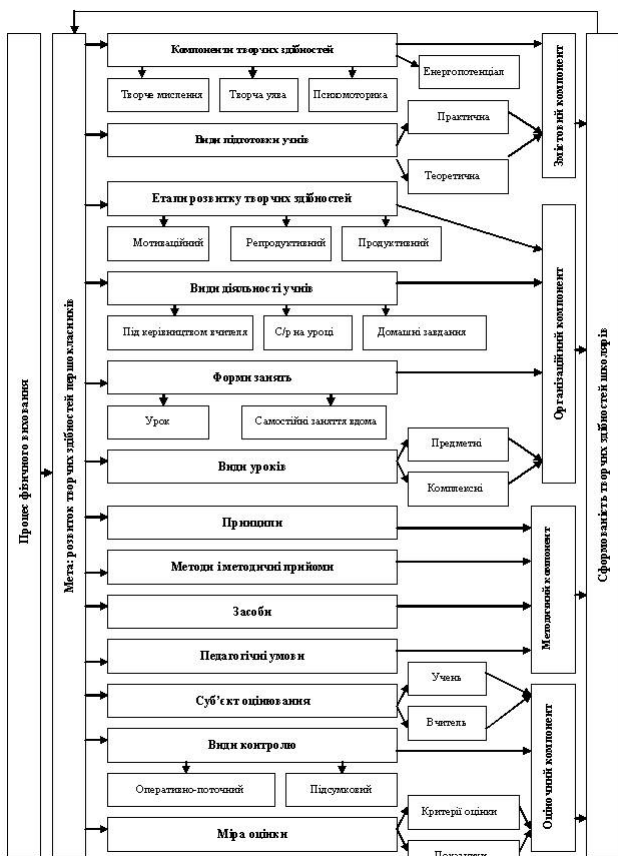 Процес фізичного виховання
Мета: розвиток творчих здібностей першокласників
Компоненти творчих здібностей
Енергопотенціал
Творче мислення
Творча уява
Психомоторика
Види підготовки учнів
Практична
Теоретична
Змістовий компонент
Етапи розвитку творчих здібностей
Мотиваційний
Репродуктивний
Продуктивний
Види діяльності учнів
Під керівництвом вчителя
С/р на уроці
Домашні завдання
Форми занять
Урок
Самостійні заняття вдома
Види уроків
Предметні
Комплексні
Організаційний компонент
Принципи
Методи і методичні прийоми
Засоби
Педагогічні умови
Методичний компонент
Суб'єкт оцінювання
Учень
Вчитель
Види контролю
Оперативно-поточний
Підсумковий
Міра оцінки
Критерії оцінки
Оціночний компонент
Сформованість творчих здібностей школярів